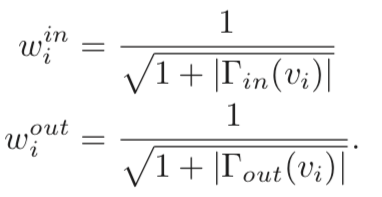 w_i^{in} = \frac{1}{\sqrt{1 + |\Gamma_{in}(v_i)|}}
w_i^{out} = \frac{1}{\sqrt{1 + |\Gamma_{out}(v_i)|}}.